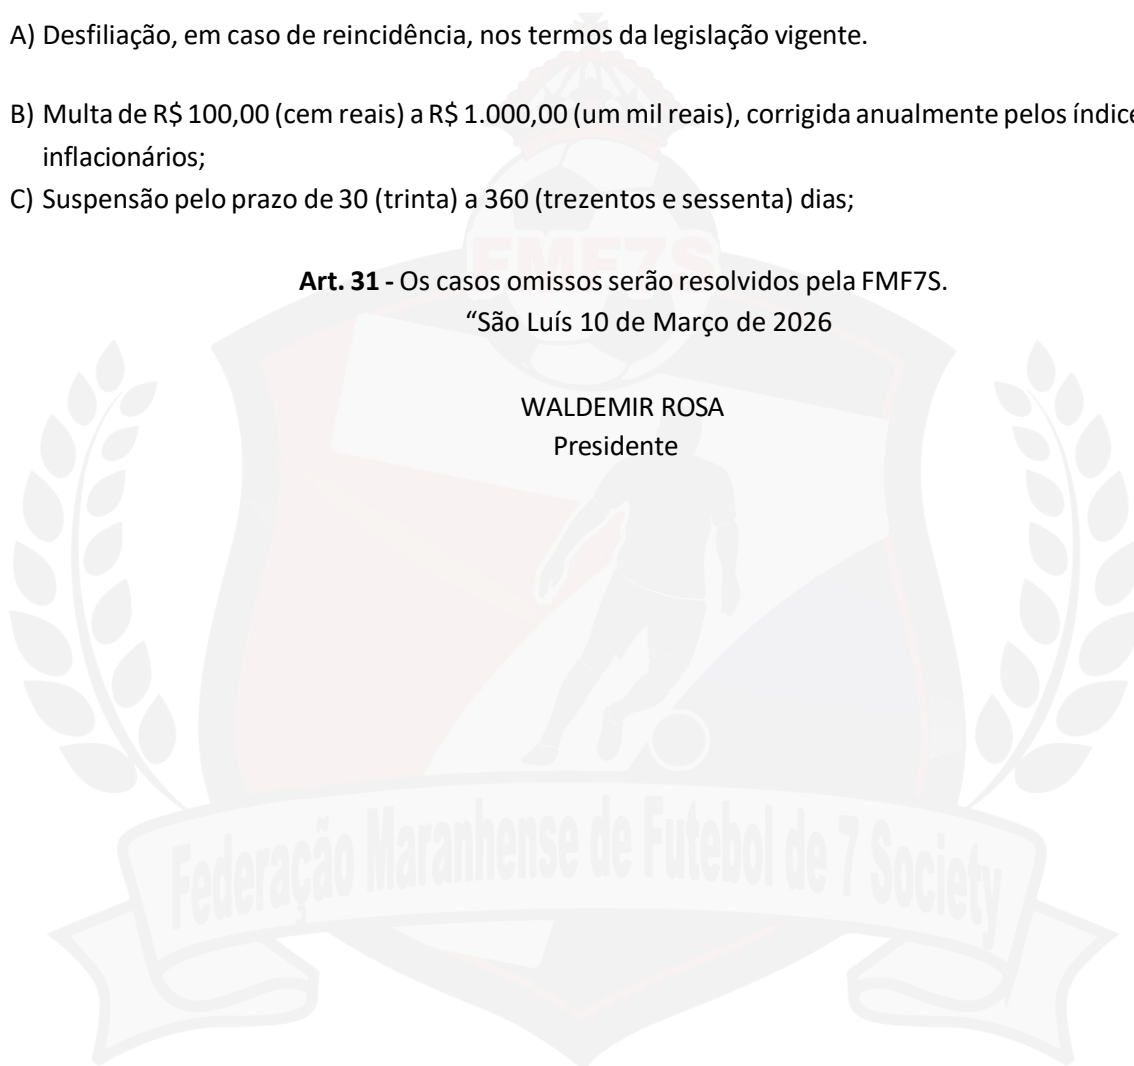 A) Desfiliação, em caso de reincidência, nos termos da legislação vigente.
B) Multa de R$ 100,00 (cem reais) a R$ 1.000,00 (um mil reais), corrigida anualmente pelos
inflacionários;
C) Suspensão pelo prazo de 30 (trinta) a 360 (trezentos e sessenta) dias;
FMF7S
Art. 31 - Os casos omissos serão resolvidos pela FMF7S.
“São Luís 10 de Março de 2026
WALDEMIR ROSA
Presidente
Federação Maranhense de Futebol de 7 Society